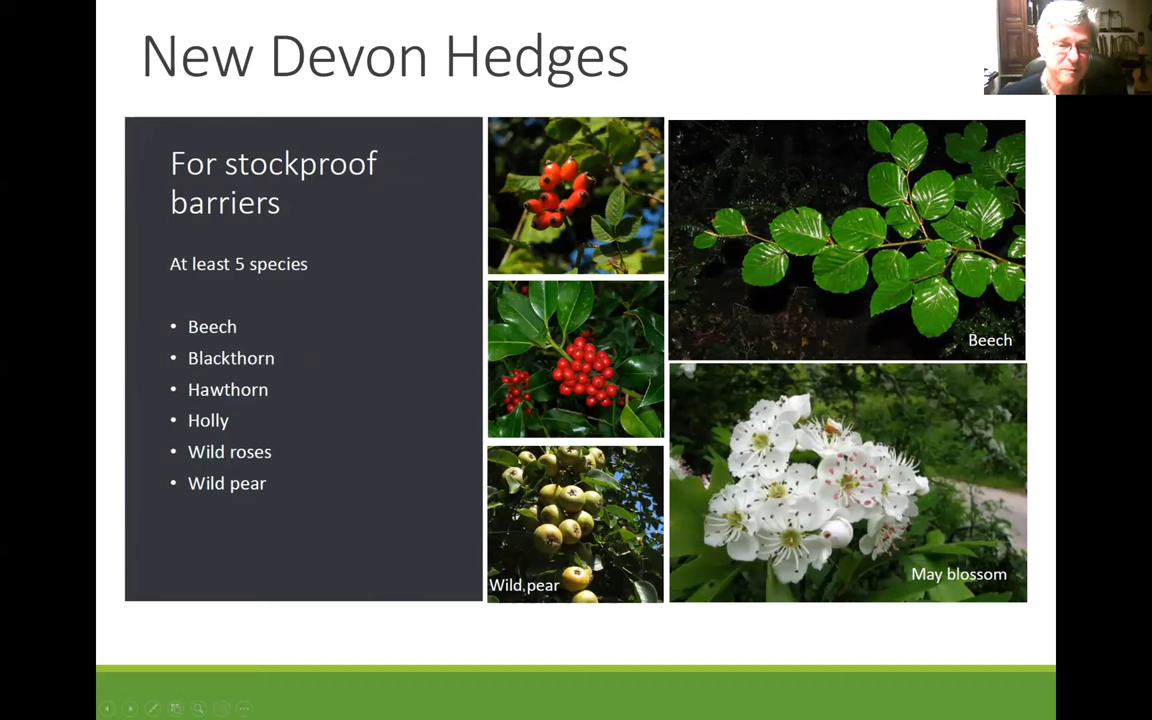 New Devon Hedges
For stockproof
barriers
At least 5 species
• Beech
• Blackthorn
• Hawthorn
• Holly
• Wild roses
• Wild pear
Beech
Wild pear
May blossom